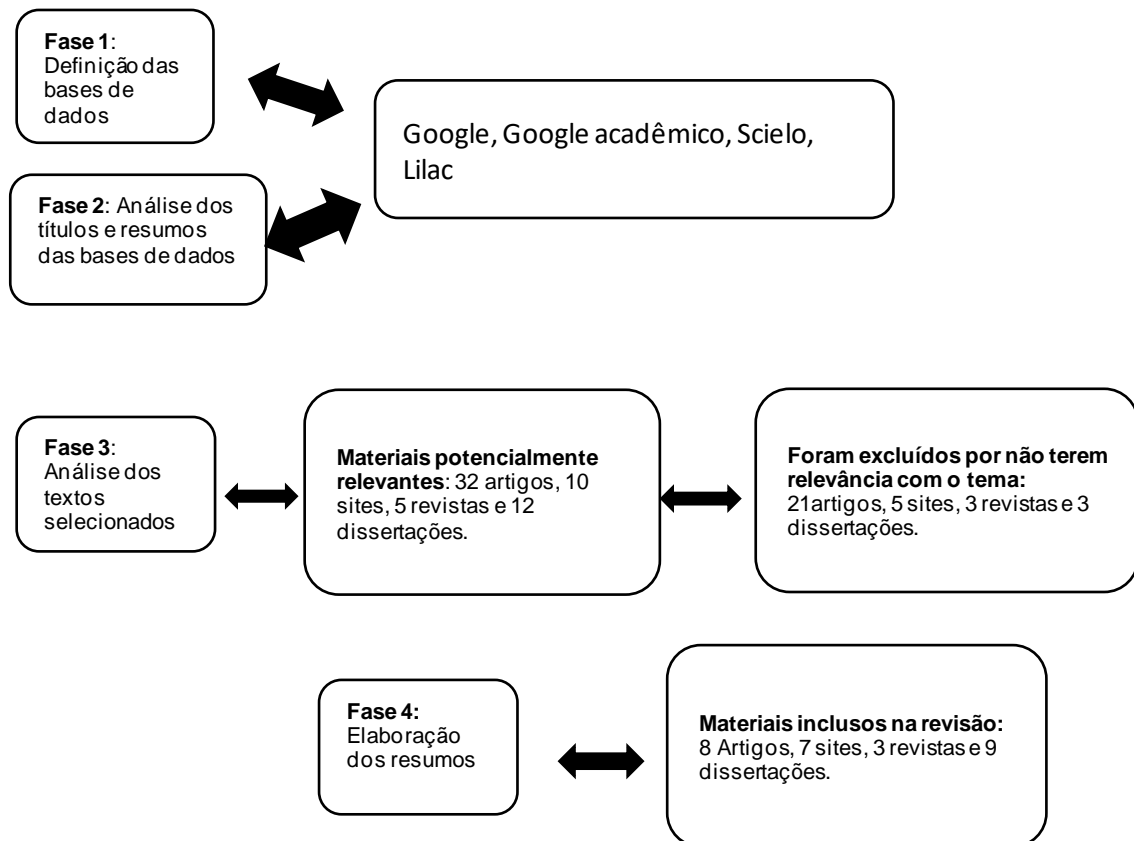 Fase 1:
Definição das
bases de
dados
Google, Google acadêmico, Scielo,
Lilac
Fase 2: Análise dos
títulos e resumos
das bases de dados
Fase 3:
Análise dos
textos
selecionados
Materiais potencialmente
relevantes: 32 artigos, 10
sites, 5 revistas e 12
dissertações.
Foram excluídos por não terem
relevância com o tema:
21artigos, 5 sites, 3 revistas e 3
dissertações.
Fase 4:
Elaboração
dos resumos
Materiais inclusos na revisão:
8 Artigos, 7 sites, 3 revistas e 9
dissertações.